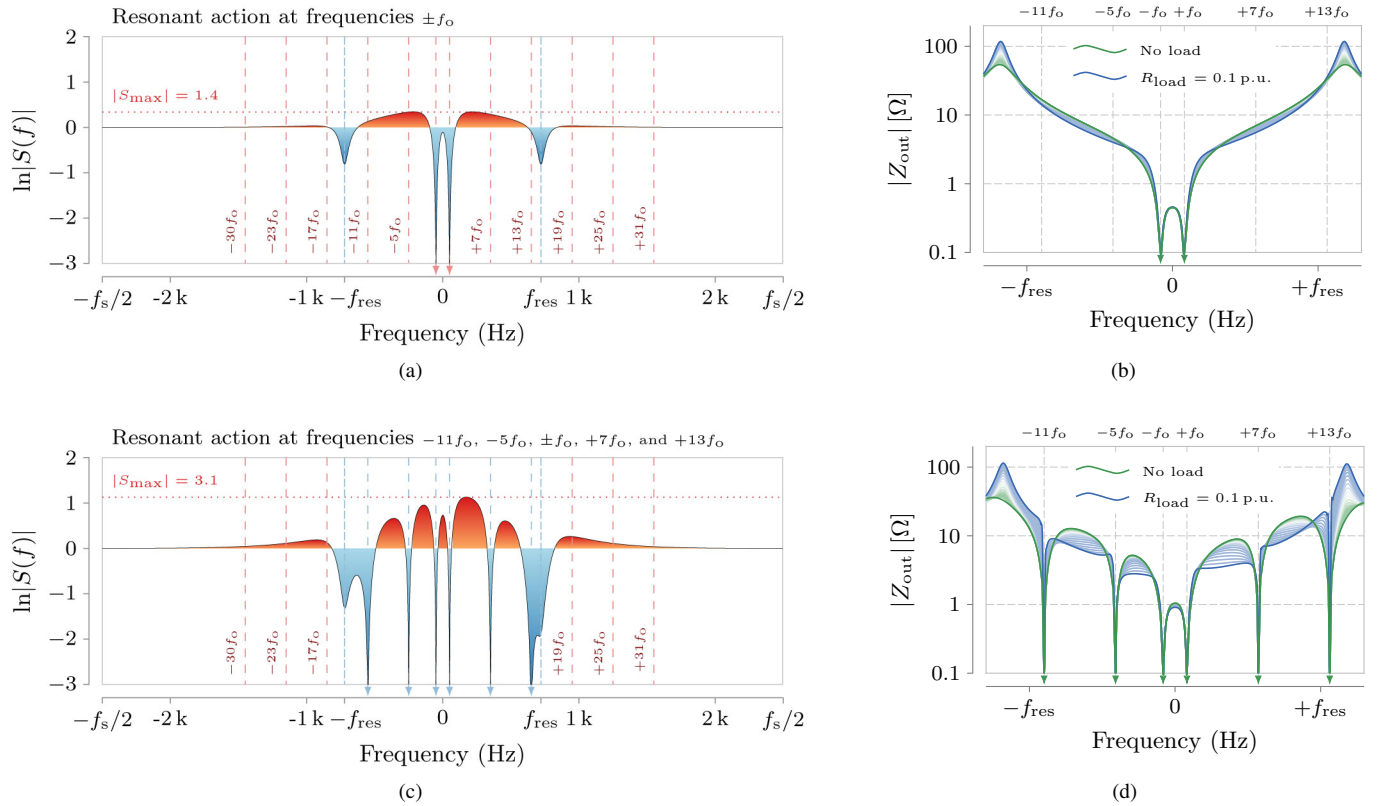 Resonant action at frequencies ±fo
ln|S(f)|
2
1
0
−1
−2
−3
|Smax| = 1.4
−30fo
−23fo
−17fo
−11fo
−5fo
+7fo
+13fo
+19fo
+25fo
+31fo
−fs/2
-2 k
-1 k
−fres
0
fres
1 k
2 k
fs/2
Frequency (Hz)
(a)
−11fo
−5fo
−fo
+fo
+7fo
+13fo
|Zout| [Ω]
100
10
1
0.1
No load
Rload = 0.1 p.u.
−fres
0
+fres
Frequency (Hz)
(b)
Resonant action at frequencies −11fo, −5fo, ±fo, +7fo, and +13fo
ln|S(f)|
2
1
0
−1
−2
−3
|Smax| = 3.1
−30fo
−23fo
−17fo
+19fo
+25fo
+31fo
−fs/2
-2 k
-1 k
−fres
0
fres
1 k
2 k
fs/2
Frequency (Hz)
(c)
−11fo
−5fo
−fo
+fo
+7fo
+13fo
|Zout| [Ω]
100
10
1
0.1
No load
Rload = 0.1 p.u.
−fres
0
+fres
Frequency (Hz)
(d)